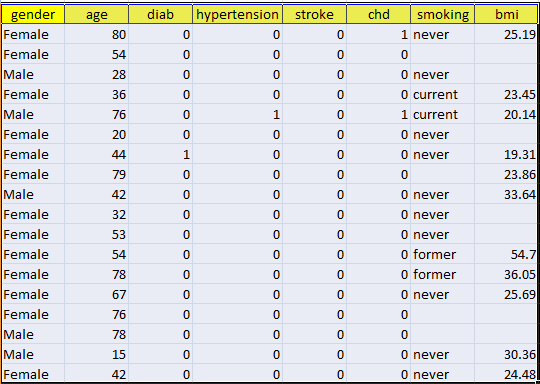 gender age diab hypertension stroke chd smoking bmi
Female 80 0 0 0 1 never 25.19
Female 54 0 0 0 0
Male 28 0 0 0 0 never
Female 36 0 0 0 0 current 23.45
Male 76 0 1 0 1 current 20.14
Female 20 0 0 0 0 never
Female 44 1 0 0 0 never 19.31
Female 79 0 0 0 0 23.86
Male 42 0 0 0 0 never 33.64
Female 32 0 0 0 0 never
Female 53 0 0 0 0 never
Female 54 0 0 0 0 former 54.7
Female 78 0 0 0 0 former 36.05
Female 67 0 0 0 0 never 25.69
Female 76 0 0 0 0
Male 78 0 0 0 0
Male 15 0 0 0 0 never 30.36
Female 42 0 0 0 0 never 24.48